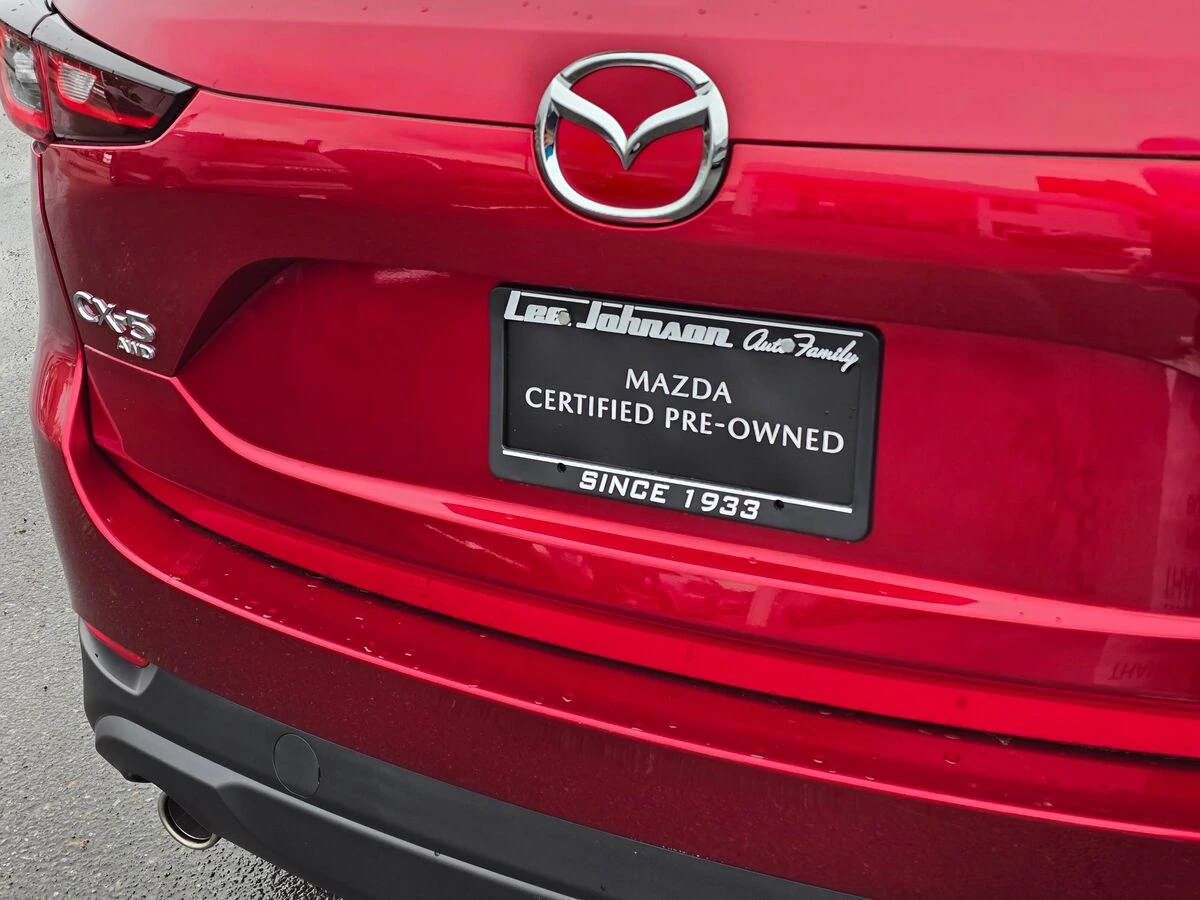 CX-5
AWD
Lee Johnson Auto Family
MAZDA
CERTIFIED PRE-OWNED
SINCE 1933